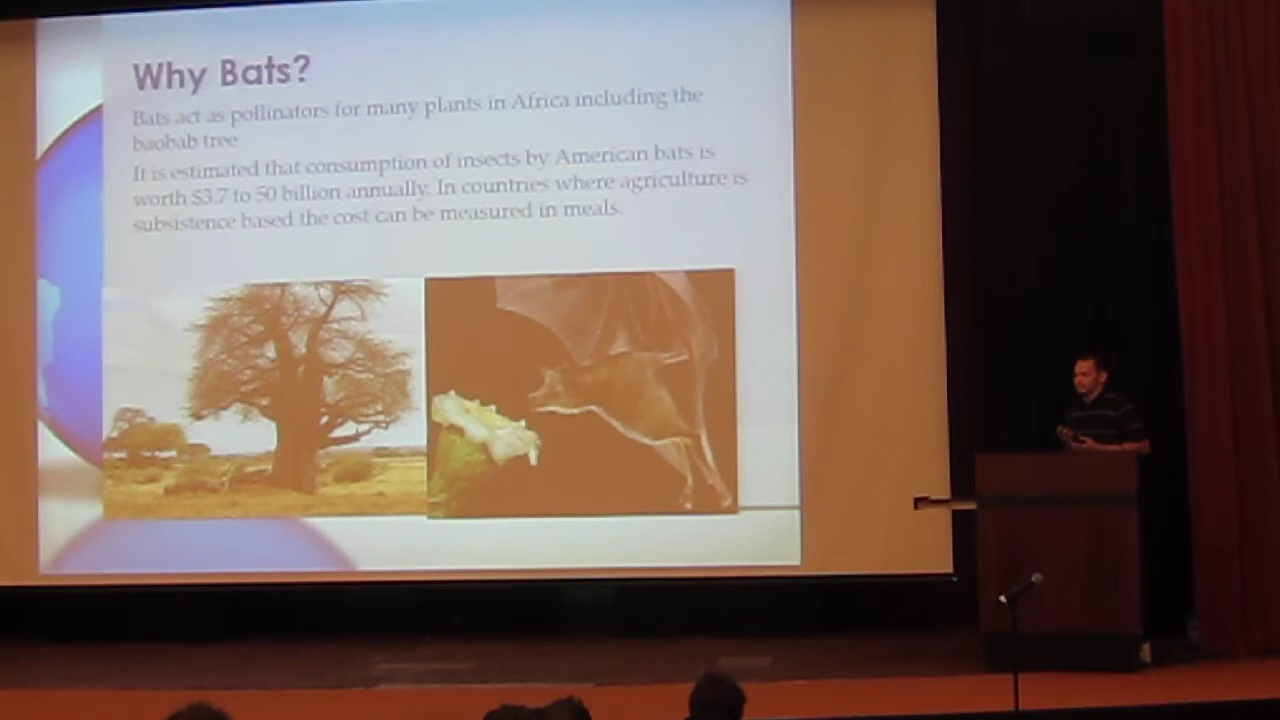 Why Bats?
Bats act as pollinators for many plants in Africa including the
baobab tree
It is estimated that consumption of insects by American bats is
worth $3.7 to 50 billion annually. In countries where agriculture is
subsistence based the cost can be measured in meals.